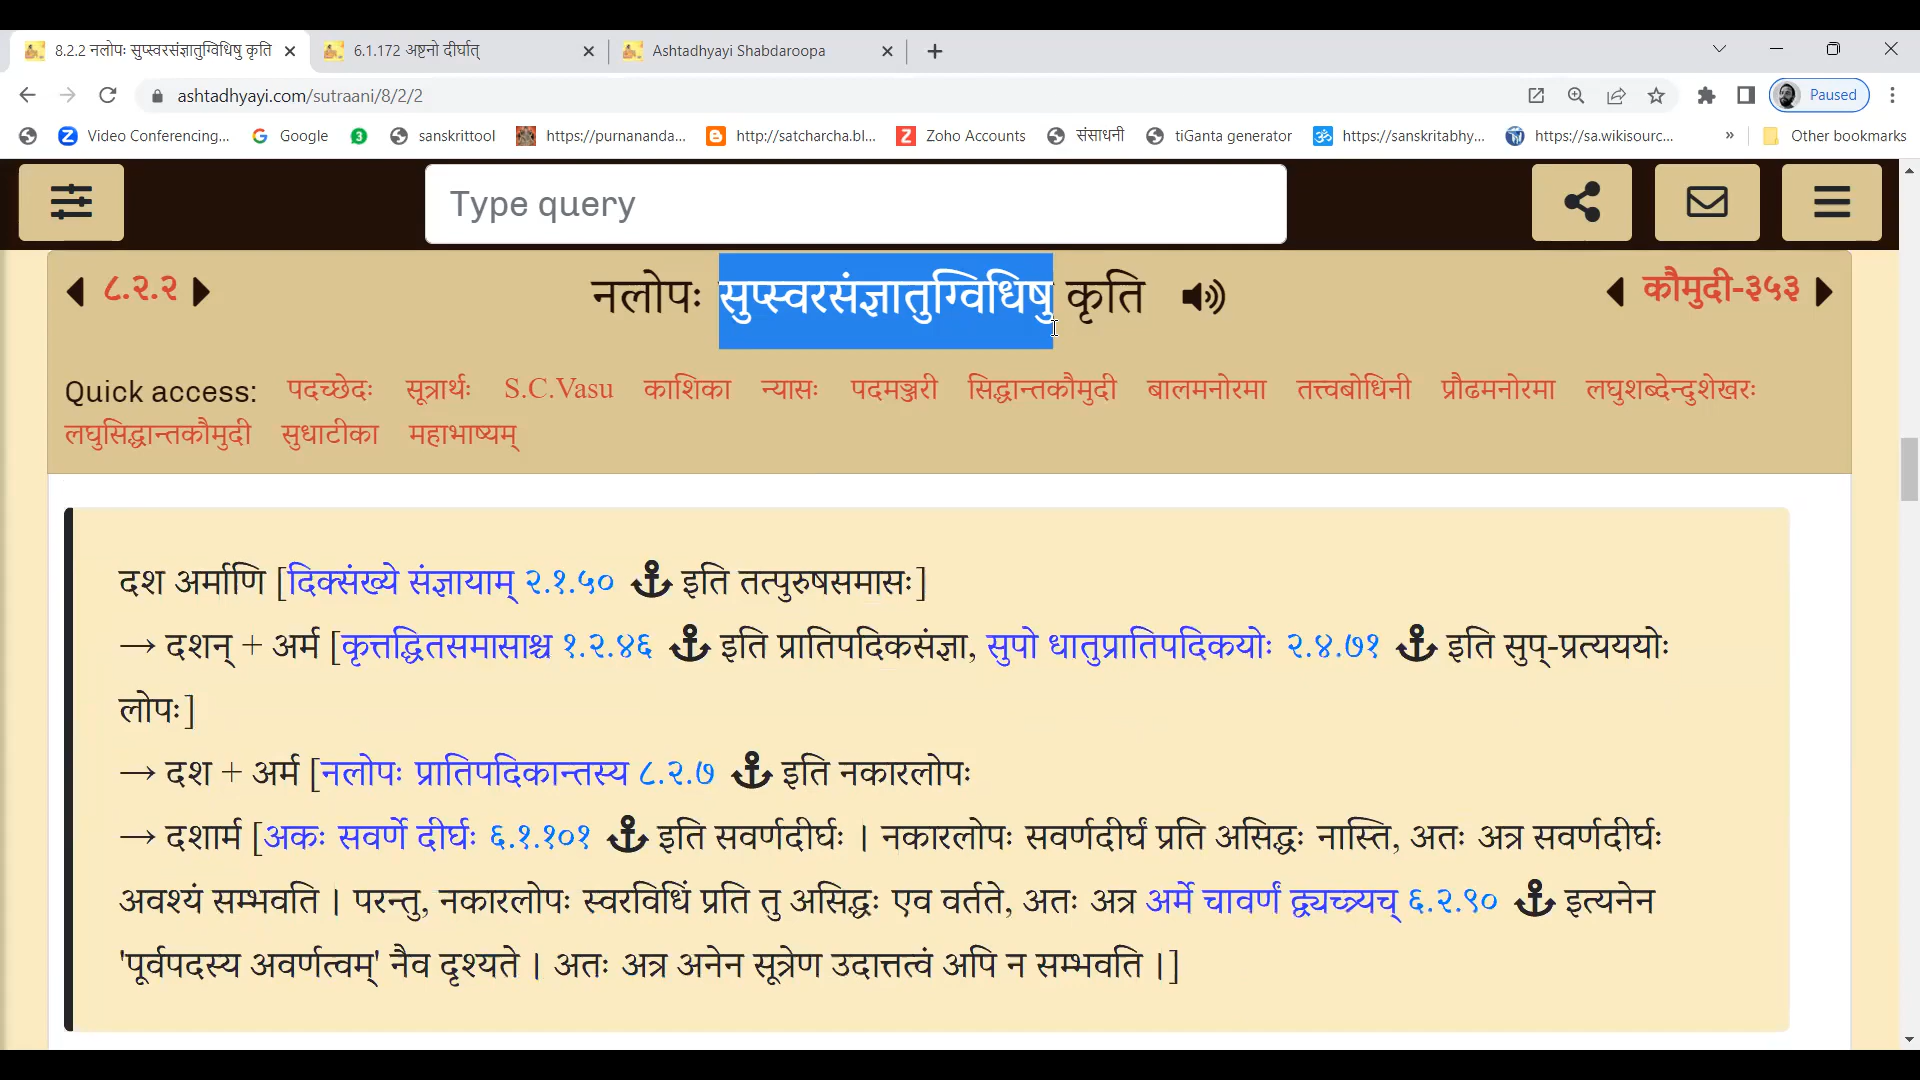 8.2.2 नलोपः सुप्स्वरसंज्ञातुग्विधिषु कृति
6.1.172 अष्टनो दीर्घात्
Ashtadhyayi Shabdaroopa
ashtadhyayi.com/sutraani/8/2/2
Paused
Video Conferencing...
Google
3
sanskrittool
https://purnananda...
http://satcharcha.bl...
Zoho Accounts
संसाधनी
tiGanta generator
https://sanskritabhy...
https://sa.wikisourc...
»
Other bookmarks
Type query
८.२.२
नलोपः सुप्स्वरसंज्ञातुग्विधिषु कृति
कौमुदी-३५३
Quick access: पदच्छेदः सूत्रार्थः S.C.Vasu काशिका न्यासः पदमञ्जरी सिद्धान्तकौमुदी बालमनोरमा तत्त्वबोधिनी प्रौढमनोरमा लघुशब्देन्दुशेखरः
लघुसिद्धान्तकौमुदी सुधाटीका महाभाष्यम्
दश अर्माणि [दिक्संख्ये संज्ञायाम् २.१.५० इति तत्पुरुषसमासः]
→ दशन् + अर्म [कृत्तद्धितसमासाश्च १.२.४६ इति प्रातिपदिकसंज्ञा, सुपो धातुप्रातिपदिकयोः २.४.७१ इति सुप्-प्रत्यययोः
लोपः]
→ दश + अर्म [नलोपः प्रातिपदिकान्तस्य ८.२.७ इति नकारलोपः
→ दशार्म [अकः सवर्णे दीर्घः ६.१.१०१ इति सवर्णदीर्घः । नकारलोपः सवर्णदीर्घं प्रति असिद्धः नास्ति, अतः अत्र सवर्णदीर्घः
अवश्यं सम्भवति । परन्तु, नकारलोपः स्वरविधिं प्रति तु असिद्धः एव वर्तते, अतः अत्र अर्मे चावर्णं द्व्यच्त्र्यच् ६.२.९० इत्यनेन
'पूर्वपदस्य अवर्णत्वम्' नैव दृश्यते । अतः अत्र अनेन सूत्रेण उदात्तत्वं अपि न सम्भवति ।]